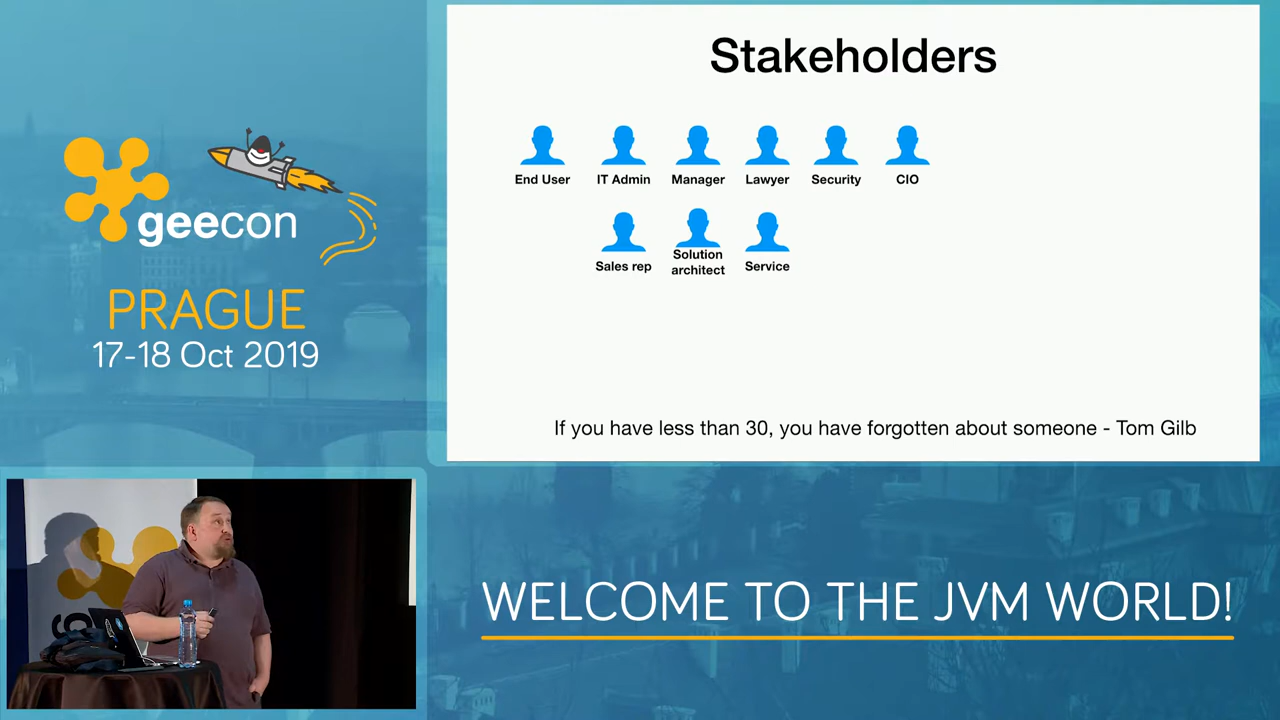 geecon
PRAGUE
17-18 Oct 2019
Stakeholders
End User
IT Admin
Manager
Lawyer
Security
CIO
Sales rep
Solution
architect
Service
If you have less than 30, you have forgotten about someone - Tom Gilb
WELCOME TO THE JVM WORLD!